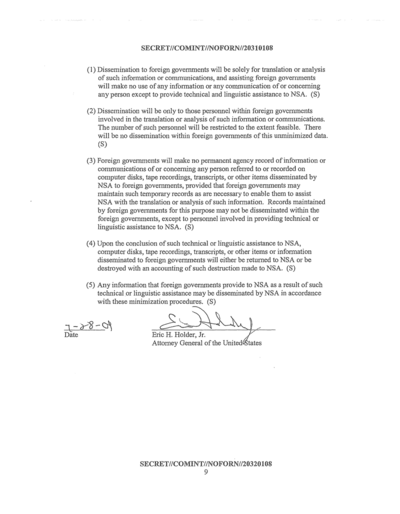 SECRET//COMINT//NOFORN//20310108
(1) Dissemination to foreign governments will be solely for translation or analysis
of such information or communications, and assisting foreign governments
will make no use of any information or any communication of or concerning
any person except to provide technical and linguistic assistance to NSA. (S)
(2) Dissemination will be only to those personnel within foreign governments
involved in the translation or analysis of such information or communications.
The number of such personnel will be restricted to the extent feasible. There
will be no dissemination within foreign governments of this unminimized data.
(S)
(3) Foreign governments will make no permanent agency record of information or
communications of or concerning any person referred to or recorded on
computer disks, tape recordings, transcripts, or other items disseminated by
NSA to foreign governments, provided that foreign governments may
maintain such temporary records as are necessary to enable them to assist
NSA with the translation or analysis of such information. Records maintained
by foreign governments for this purpose may not be disseminated within the
foreign governments, except to personnel involved in providing technical or
linguistic assistance to NSA. (S)
(4) Upon the conclusion of such technical or linguistic assistance to NSA,
computer disks, tape recordings, transcripts, or other items or information
disseminated to foreign governments will either be returned to NSA or be
destroyed with an accounting of such destruction made to NSA. (S)
(5) Any information that foreign governments provide to NSA as a result of such
technical or linguistic assistance may be disseminated by NSA in accordance
with these minimization procedures. (S)
7-28-09
Date
Eric H. Holder, Jr.
Attorney General of the United States
SECRET//COMINT//NOFORN//20320108
9